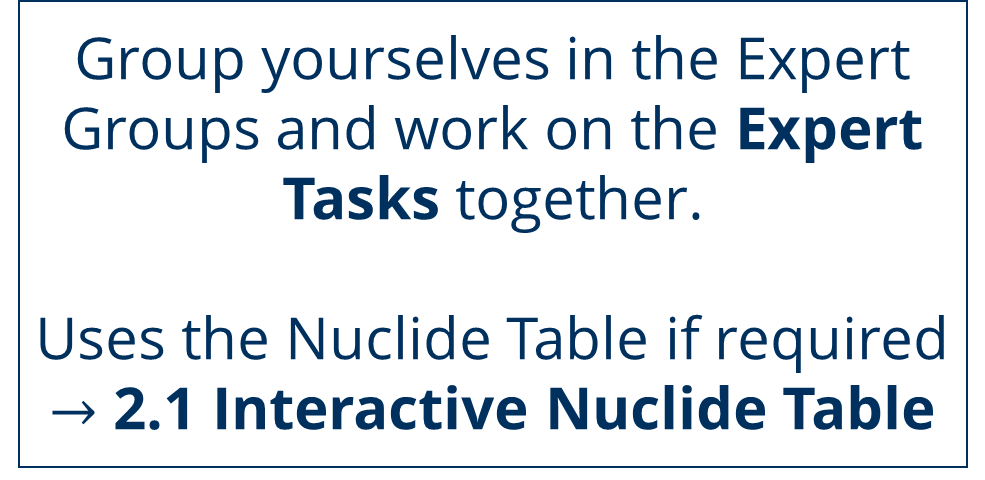 Group yourselves in the Expert
Groups and work on the Expert
Tasks together.
Uses the Nuclide Table if required
→ 2.1 Interactive Nuclide Table